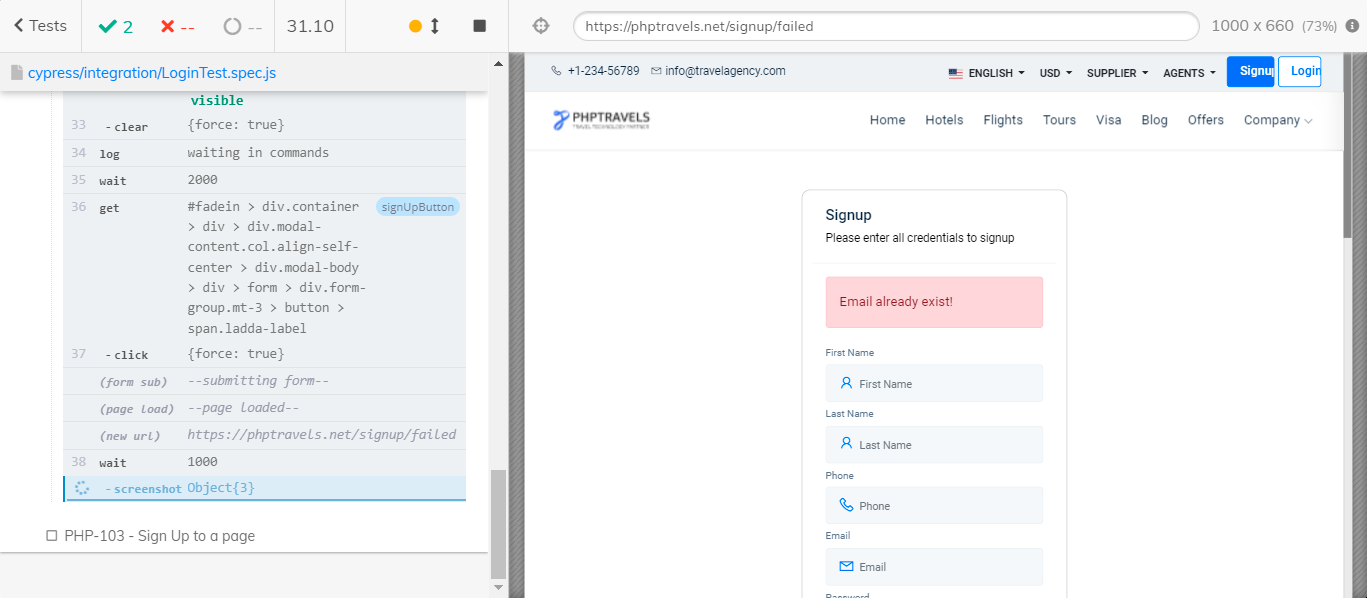 Tests
2
--
--
31.10
https://phptravels.net/signup/failed
1000 x 660 (73%)
cypress/integration/LoginTest.spec.js
visible
33 - clear {force: true}
34 log waiting in commands
35 wait 2000
36 get #fadein > div.container signUpButton
> div > div.modal-
content.col.align-self-
center > div.modal-body
> div > form > div.form-
group.mt-3 > button >
span.ladda-label
37 - click {force: true}
(form sub) --submitting form--
(page load) --page loaded--
(new url) https://phptravels.net/signup/failed
38 wait 1000
- screenshot Object{3}
PHP-103 - Sign Up to a page
+1-234-56789 info@travelagency.com ENGLISH USD SUPPLIER AGENTS Signup Login
PHPTRAVELS
TRAVEL TECHNOLOGY PARTNER
Home Hotels Flights Tours Visa Blog Offers Company
Signup
Please enter all credentials to signup
Email already exist!
First Name
First Name
Last Name
Last Name
Phone
Phone
Email
Email
Password